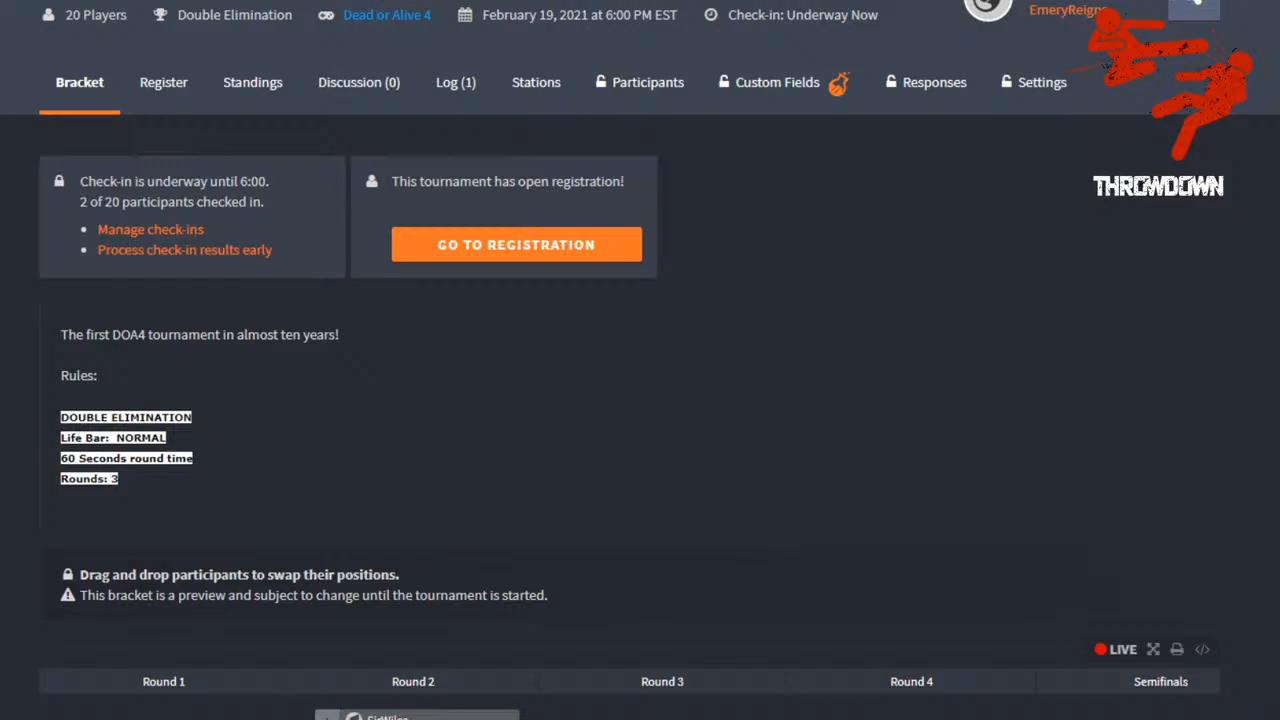 20 Players Double Elimination Dead or Alive 4 February 19, 2021 at 6:00 PM EST Check-in: Underway Now
EmeryReigns
Bracket Register Standings Discussion (0) Log (1) Stations Participants Custom Fields Responses Settings
THROWDOWN
Check-in is underway until 6:00.
2 of 20 participants checked in.
Manage check-ins
Process check-in results early
This tournament has open registration!
GO TO REGISTRATION
The first DOA4 tournament in almost ten years!
Rules:
DOUBLE ELIMINATION
Life Bar: NORMAL
60 Seconds round time
Rounds: 3
Drag and drop participants to swap their positions.
This bracket is a preview and subject to change until the tournament is started.
LIVE
Round 1 Round 2 Round 3 Round 4 Semifinals